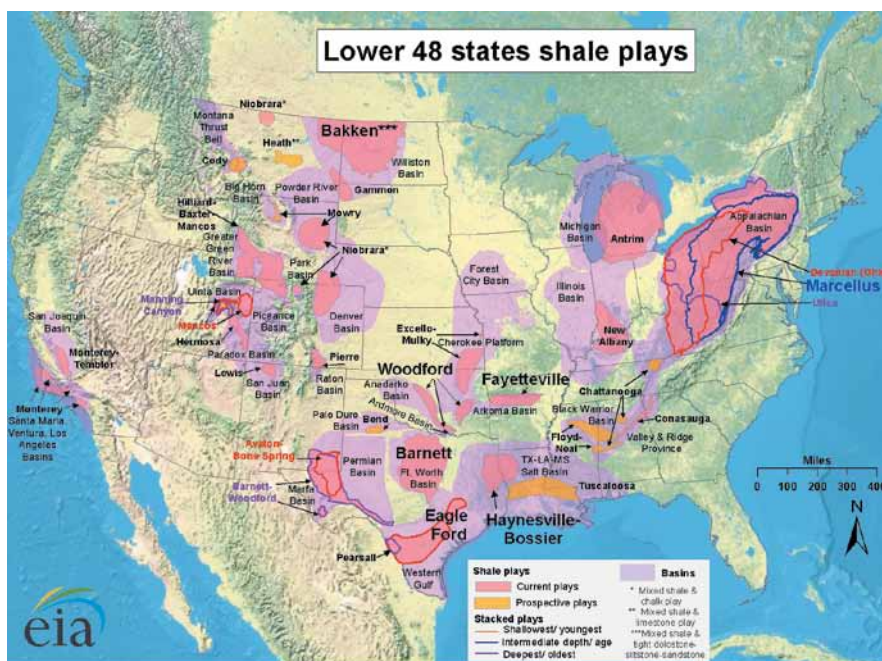 Lower 48 states shale plays
Niobrara*
Montana
Thrust
Belt
Bakken***
Heath**
Cody
Williston
Basin
Big Horn
Basin
Powder River
Basin
Gammon
Hilliard-
Baxter-
Mancos
Mowry
Greater
Green
River
Basin
Niobrara*
Park
Basin
Michigan
Basin
Antrim
Appalachian
Basin
Devonian (Oh
Marcellus
Utica
Forest
City Basin
Illinois
Basin
Uinta Basin
Manning
Canyon
Mancos
Piceance
Basin
Denver
Basin
San Joaquin
Basin
Monterey-
Temblor
Hermosa
Paradox Basin
Excello-
Mulky
Cherokee Platform
New
Albany
Pierre
Lewis
San Juan
Basin
Raton
Basin
Woodford
Anadarko
Basin
Fayetteville
Arkoma Basin
Chattanooga
Ardmore Basin
Black Warrior
Basin
Conasauga
Monterey
Santa Maria,
Ventura, Los
Angeles
Basins
Palo Duro
Basin
Bend
Floyd-
Neal
Valley & Ridge
Province
Avalon-
Bone Spring
Permian
Basin
Barnett
Ft. Worth
Basin
TX-LA-MS
Salt Basin
Tuscaloosa
Barnett-
Woodford
Marfa
Basin
Eagle
Ford
Haynesville-
Bossier
Pearsall
Western
Gulf
Miles
0 100 200 300 400
N
Shale plays
Current plays
Prospective plays
Stacked plays
Shallowest/ youngest
Intermediate depth/ age
Deepest/ oldest
Basins
* Mixed shale &
chalk play
** Mixed shale &
limestone play
***Mixed shale &
tight dolostone-
siltstone-sandstone
eia